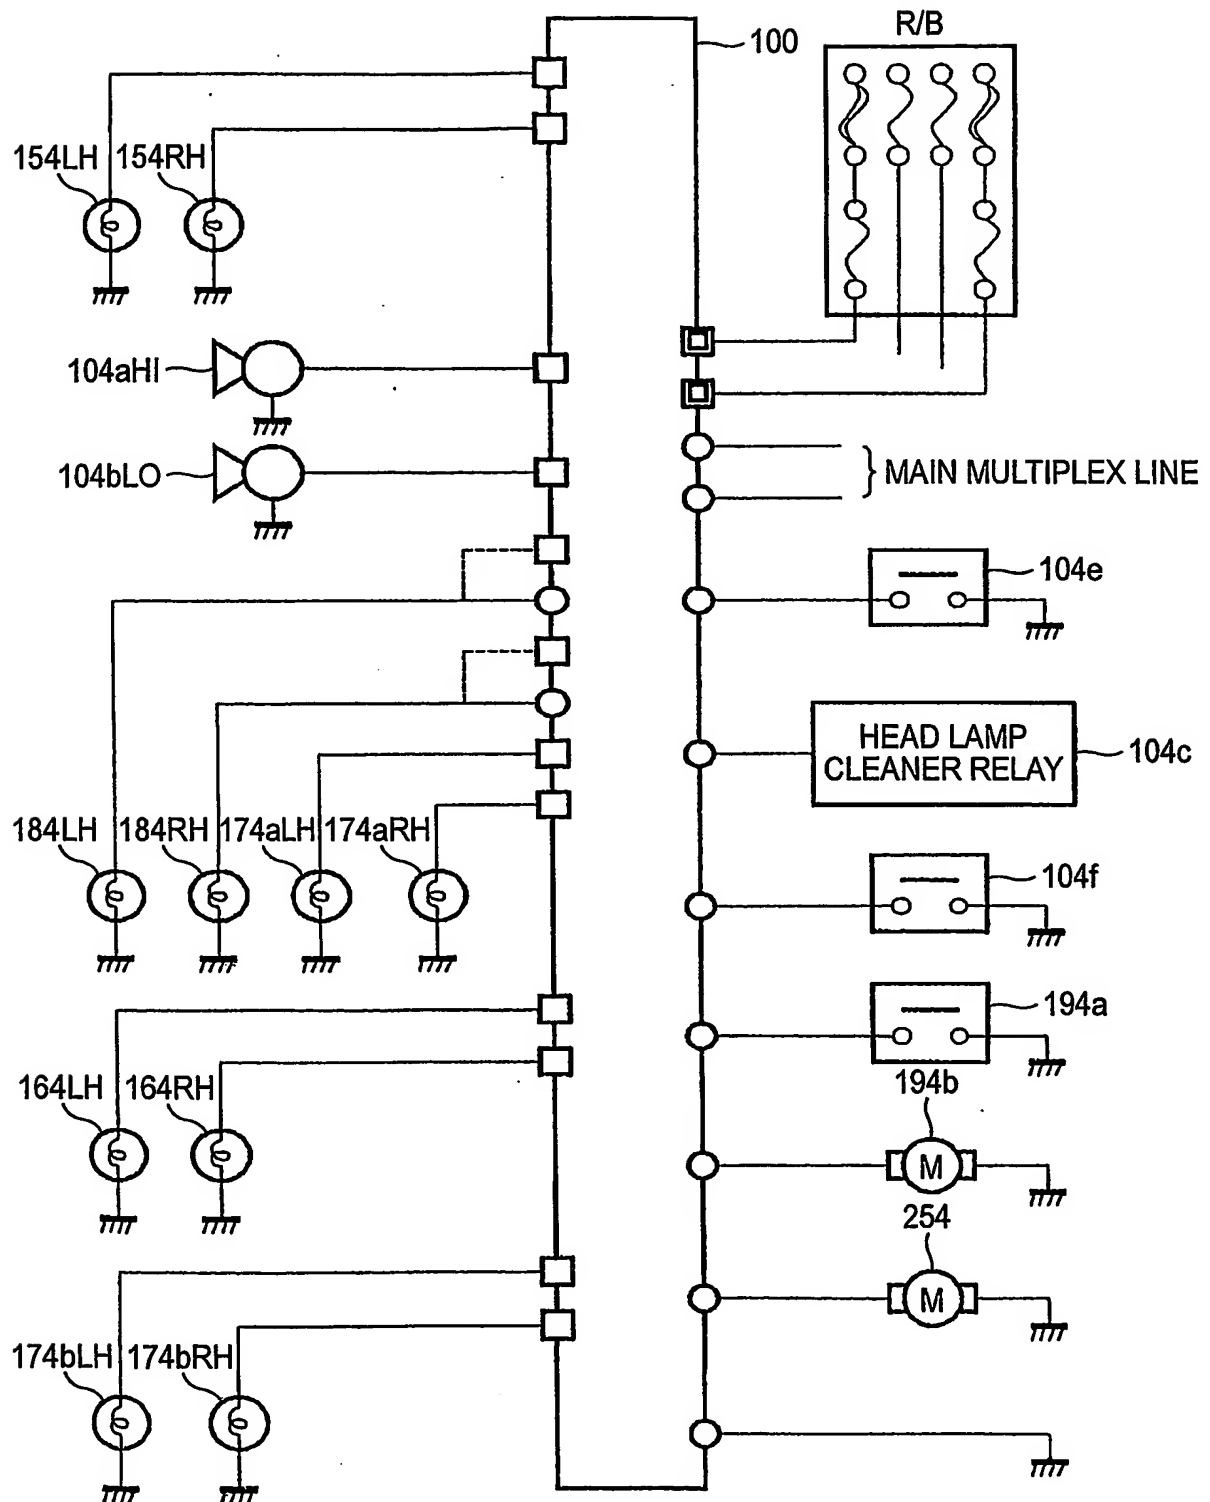 R/B
100
154LH 154RH
104aHI
104bLO
MAIN MULTIPLEX LINE
104e
HEAD LAMP
CLEANER RELAY
104c
184LH 184RH 174aLH 174aRH
104f
194a
164LH 164RH
194b
M
254
M
174bLH 174bRH